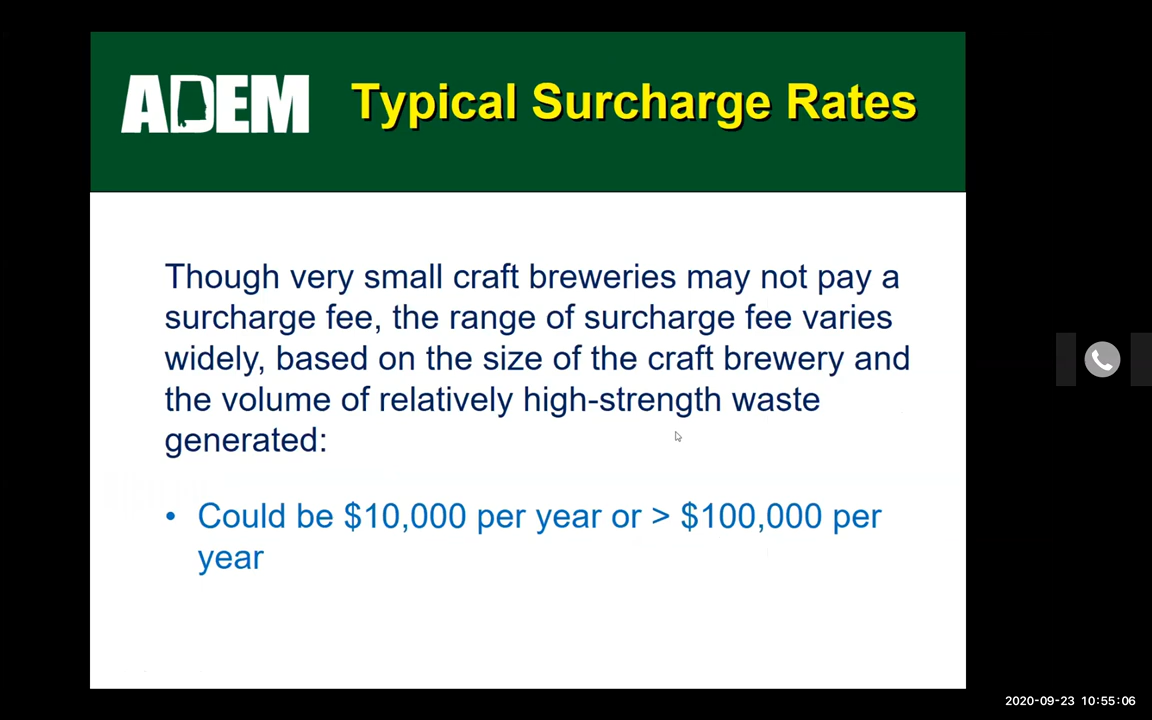 ADEM
Typical Surcharge Rates
Though very small craft breweries may not pay a
surcharge fee, the range of surcharge fee varies
widely, based on the size of the craft brewery and
the volume of relatively high-strength waste
generated:
• Could be $10,000 per year or > $100,000 per
year
2020-09-23 10:55:06